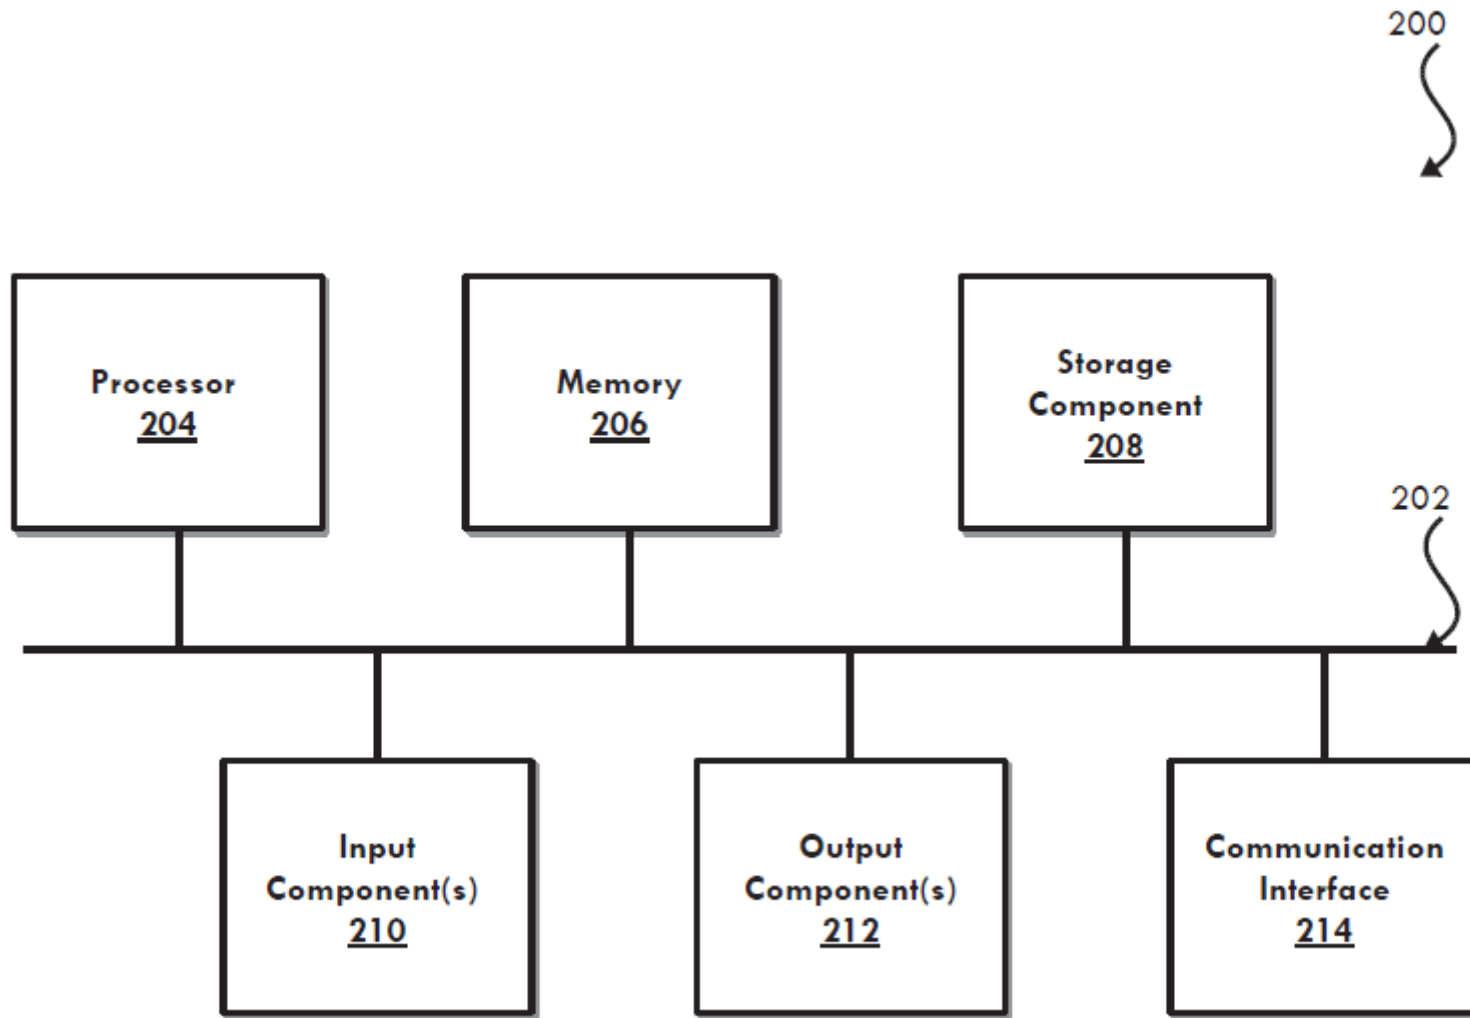 200
Processor
204
Memory
206
Storage
Component
208
202
Input
Component(s)
210
Output
Component(s)
212
Communication
Interface
214